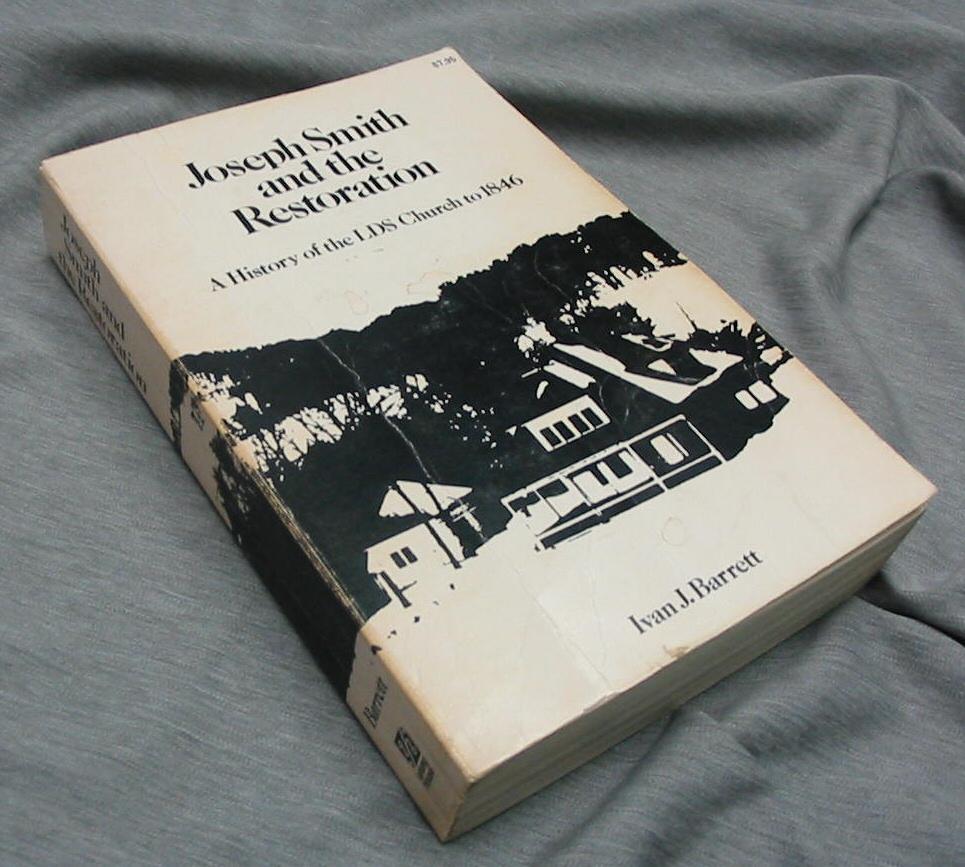 $7.95
Joseph Smith
and the
Restoration
A History of the LDS Church to 1846
Ivan J. Barrett
Joseph
Smith and
the
Restoration
Barrett